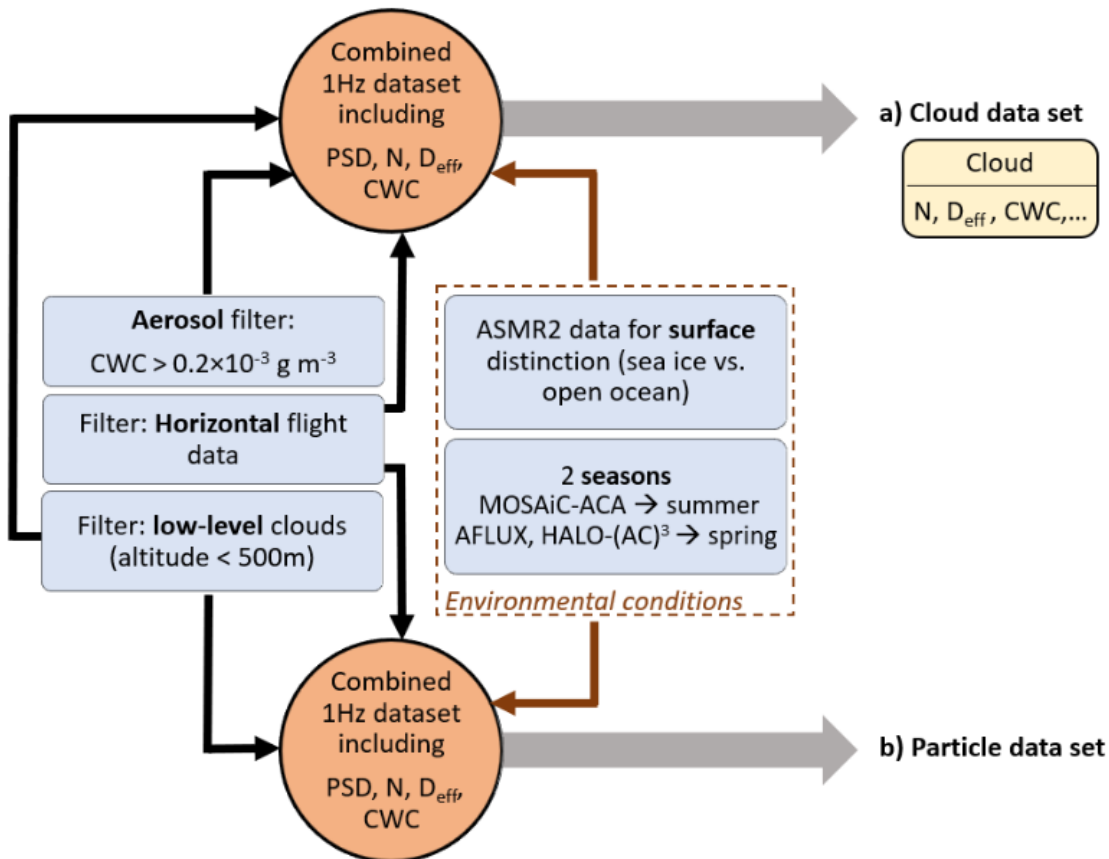 Combined
1Hz dataset
including
PSD, N, D_eff,
CWC
a) Cloud data set
Cloud
N, D_eff , CWC,...
Aerosol filter:
CWC > 0.2×10⁻³ g m⁻³
Filter: Horizontal flight
data
Filter: low-level clouds
(altitude < 500m)
ASMR2 data for surface
distinction (sea ice vs.
open ocean)
2 seasons
MOSAiC-ACA → summer
AFLUX, HALO-(AC)³ → spring
Environmental conditions
Combined
1Hz dataset
including
PSD, N, D_eff,
CWC
b) Particle data set